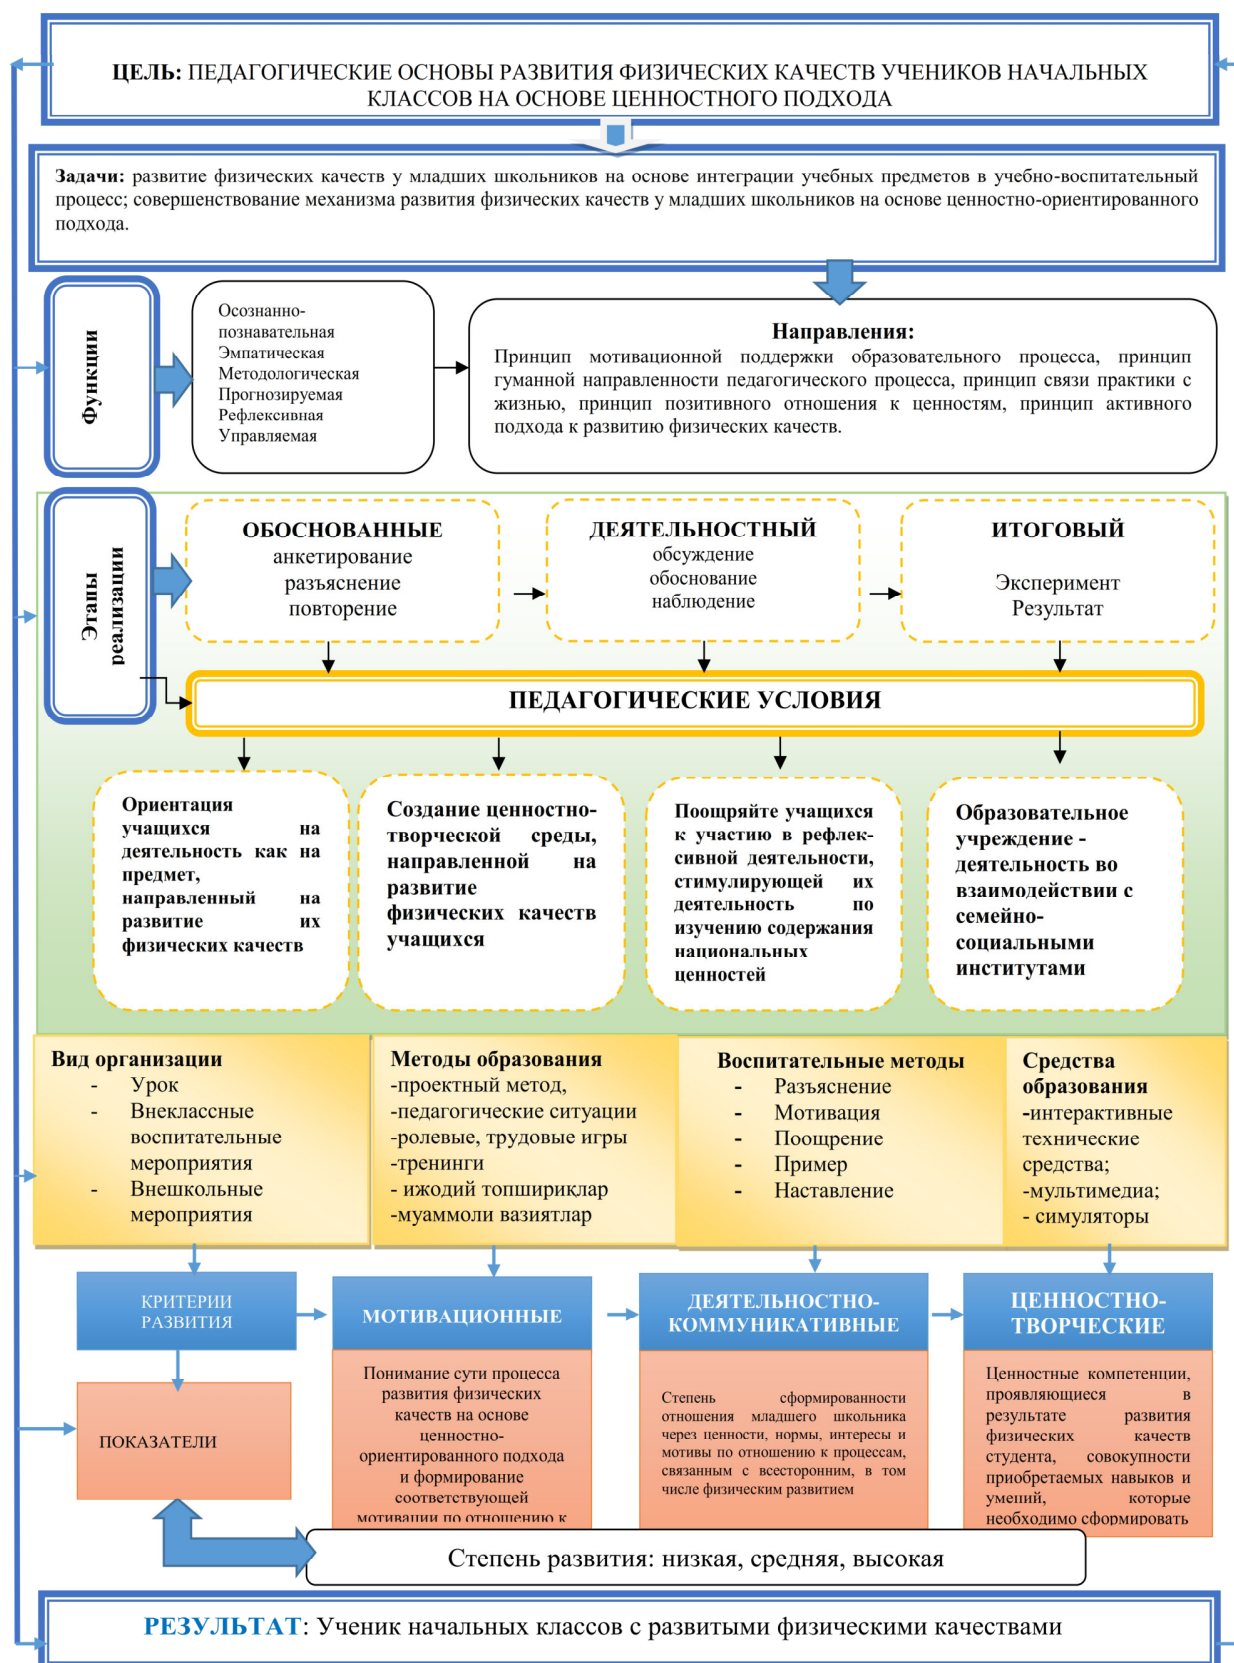 ЦЕЛЬ: ПЕДАГОГИЧЕСКИЕ ОСНОВЫ РАЗВИТИЯ ФИЗИЧЕСКИХ КАЧЕСТВ УЧЕНИКОВ НАЧАЛЬНЫХ
КЛАССОВ НА ОСНОВЕ ЦЕННОСТНОГО ПОДХОДА
Задачи: развитие физических качеств у младших школьников на основе интеграции учебных предметов в учебно-воспитательный
процесс; совершенствование механизма развития физических качеств у младших школьников на основе ценностно-ориентированного
подхода.
Функции
Осознанно-
познавательная
Эмпатическая
Методологическая
Прогнозируемая
Рефлексивная
Управляемая
Направления:
Принцип мотивационной поддержки образовательного процесса, принцип
гуманной направленности педагогического процесса, принцип связи практики с
жизнью, принцип позитивного отношения к ценностям, принцип активного
подхода к развитию физических качеств.
Этапы
реализации
ОБОСНОВАННЫЕ
анкетирование
разъяснение
повторение
ДЕЯТЕЛЬНОСТНЫЙ
обсуждение
обоснование
наблюдение
ИТОГОВЫЙ
Эксперимент
Результат
ПЕДАГОГИЧЕСКИЕ УСЛОВИЯ
Ориентация
учащихся на
деятельность как на
предмет,
направленный на
развитие их
физических качеств
Создание ценностно-
творческой среды,
направленной на
развитие
физических качеств
учащихся
Поощряйте учащихся
к участию в рефлек-
сивной деятельности,
стимулирующей их
деятельность по
изучению содержания
национальных
ценностей
Образовательное
учреждение -
деятельность во
взаимодействии с
семейно-
социальными
институтами
Вид организации
- Урок
- Внеклассные
воспитательные
мероприятия
- Внешкольные
мероприятия
Методы образования
-проектный метод,
-педагогические ситуации
-ролевые, трудовые игры
-тренинги
- ижодий топшириқлар
-муаммоли вазиятлар
Воспитательные методы
- Разъяснение
- Мотивация
- Поощрение
- Пример
- Наставление
Средства
образования
-интерактивные
технические
средства;
-мультимедиа;
- симуляторы
КРИТЕРИИ
РАЗВИТИЯ
МОТИВАЦИОННЫЕ
ДЕЯТЕЛЬНОСТНО-
КОММУНИКАТИВНЫЕ
ЦЕННОСТНО-
ТВОРЧЕСКИЕ
ПОКАЗАТЕЛИ
Понимание сути процесса
развития физических
качеств на основе
ценностно-
ориентированного подхода
и формирование
соответствующей
мотивации по отношению к
Степень сформированности
отношения младшего школьника
через ценности, нормы, интересы и
мотивы по отношению к процессам,
связанным с всесторонним, в том
числе физическим развитием
Ценностные компетенции,
проявляющиеся в
результате развития
физических качеств
студента, совокупности
приобретаемых навыков и
умений, которые
необходимо сформировать
Степень развития: низкая, средняя, высокая
РЕЗУЛЬТАТ: Ученик начальных классов с развитыми физическими качествами